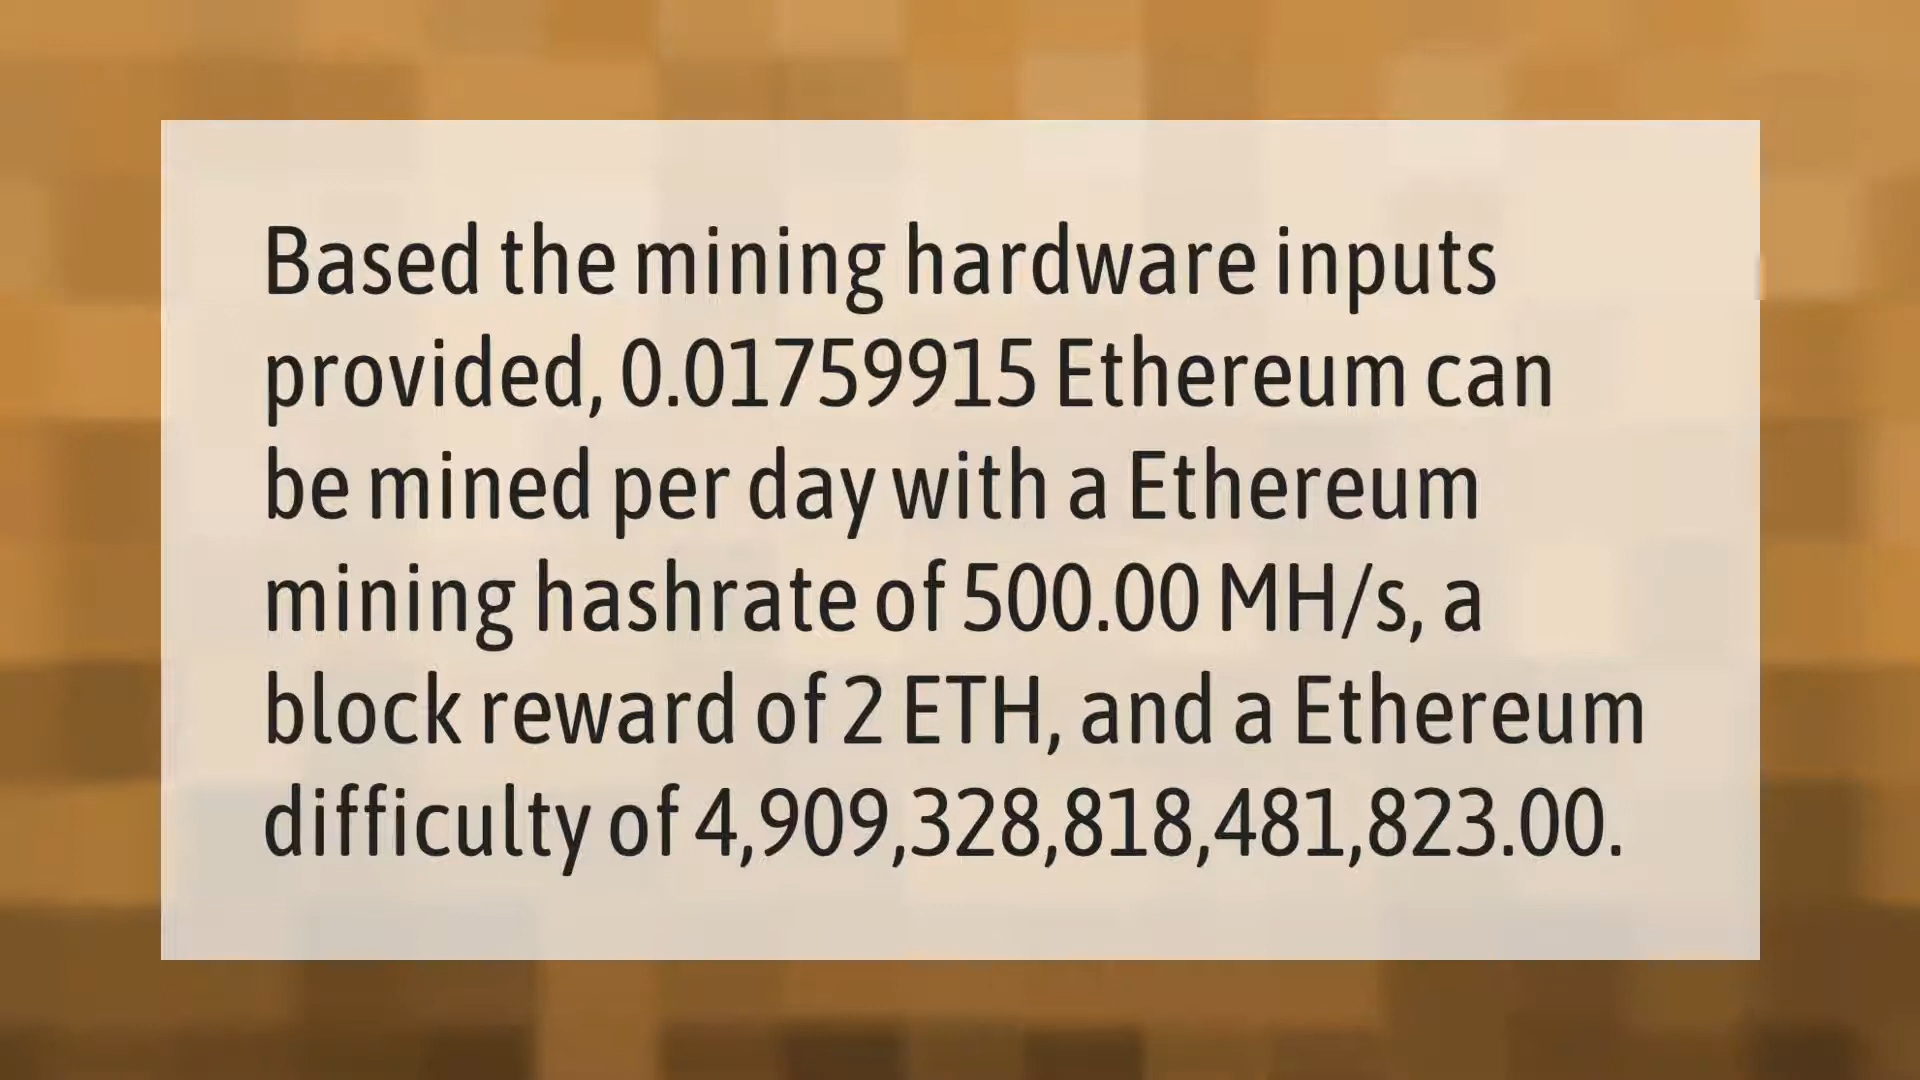 Based the mining hardware inputs
provided, 0.01759915 Ethereum can
be mined per day with a Ethereum
mining hashrate of 500.00 MH/s, a
block reward of 2 ETH, and a Ethereum
difficulty of 4,909,328,818,481,823.00.